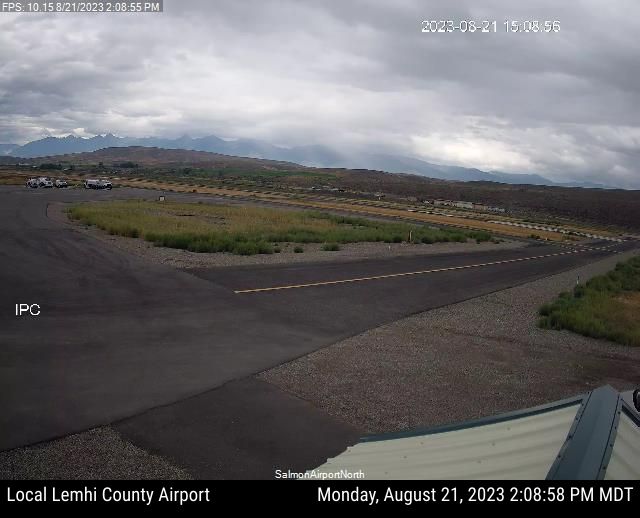 FPS: 10.15 8/21/2023 2:08:55 PM
2023-08-21 15:08:56
IPC
SalmonAirportNorth
Local Lemhi County Airport
Monday, August 21, 2023 2:08:58 PM MDT